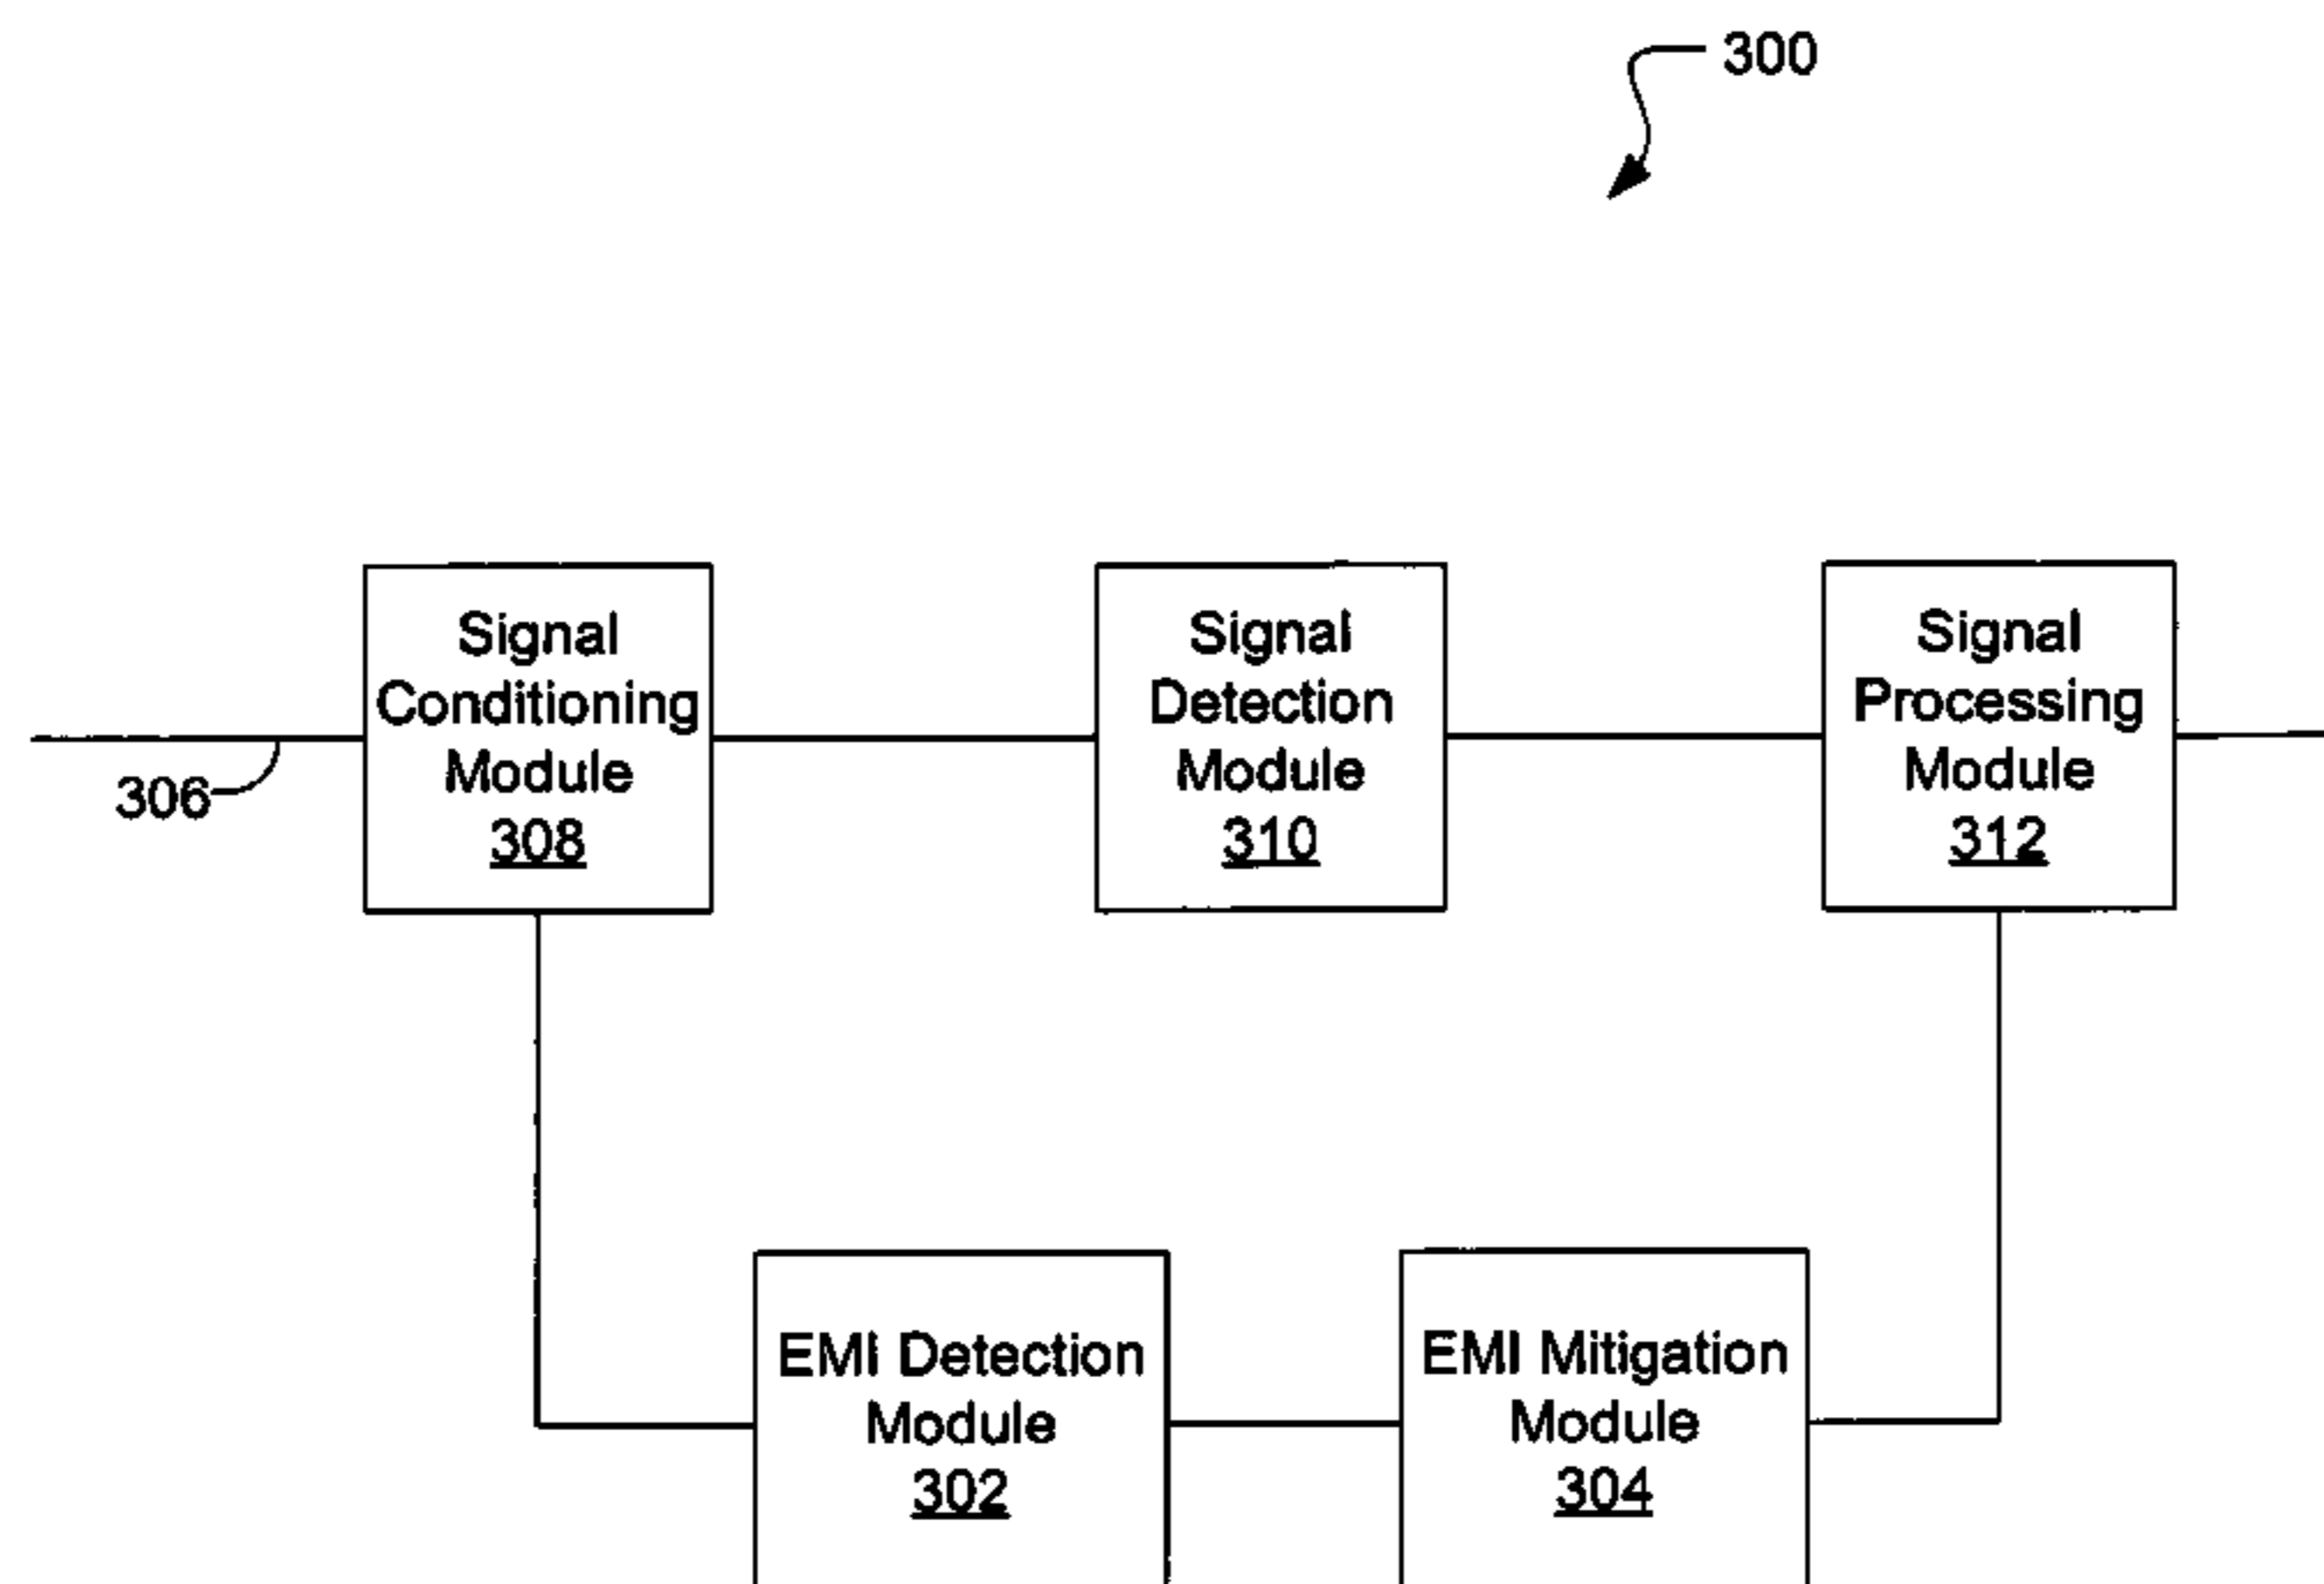 300
Signal
Conditioning
Module
308
Signal
Detection
Module
310
Signal
Processing
Module
312
306
EMI Detection
Module
302
EMI Mitigation
Module
304